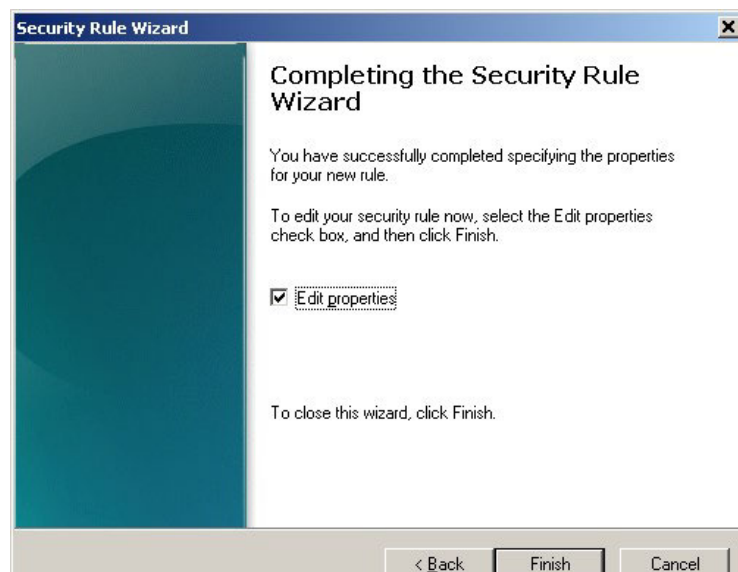 Security Rule Wizard
Completing the Security Rule
Wizard
You have successfully completed specifying the properties
for your new rule.
To edit your security rule now, select the Edit properties
check box, and then click Finish.
Edit properties
To close this wizard, click Finish.
< Back Finish Cancel